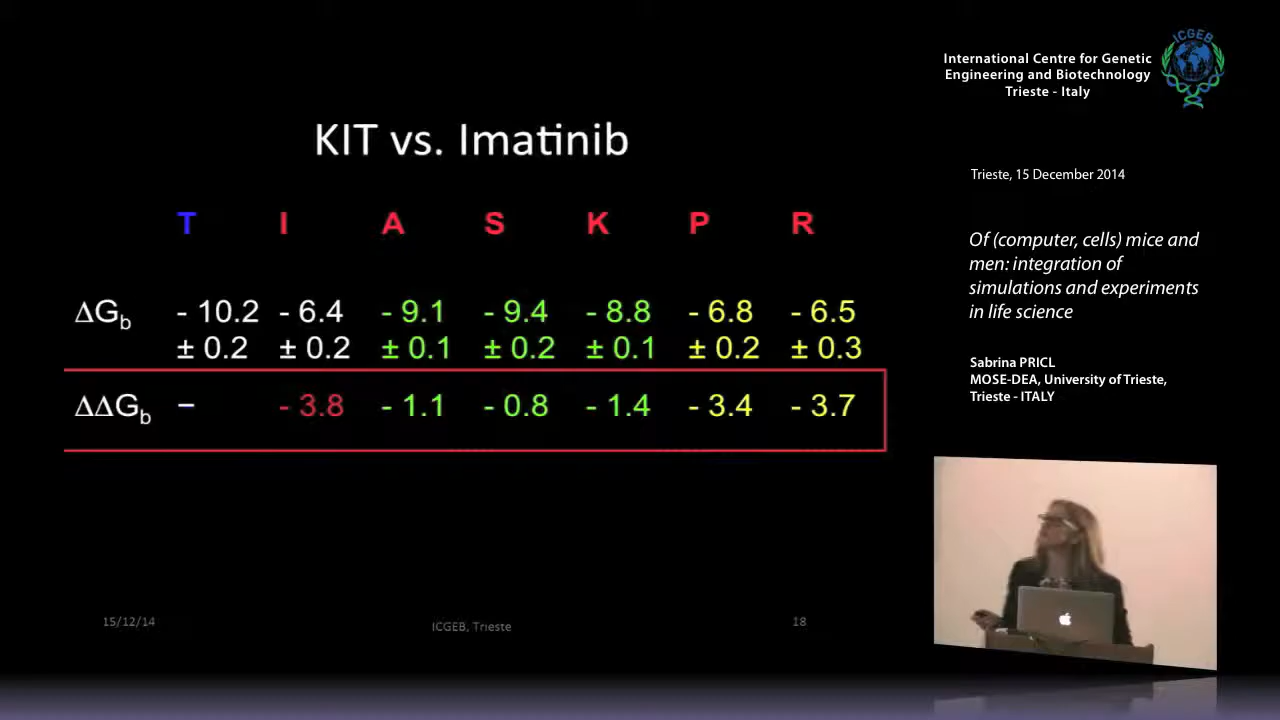 ICGEB
International Centre for Genetic
Engineering and Biotechnology
Trieste - Italy
KIT vs. Imatinib
Trieste, 15 December 2014
T I A S K P R
Of (computer, cells) mice and
men: integration of
simulations and experiments
in life science
ΔGb - 10.2 - 6.4 - 9.1 - 9.4 - 8.8 - 6.8 - 6.5
± 0.2 ± 0.2 ± 0.1 ± 0.2 ± 0.1 ± 0.2 ± 0.3
ΔΔGb – - 3.8 - 1.1 - 0.8 - 1.4 - 3.4 - 3.7
Sabrina PRICL
MOSE-DEA, University of Trieste,
Trieste - ITALY
15/12/14 ICGEB, Trieste 18